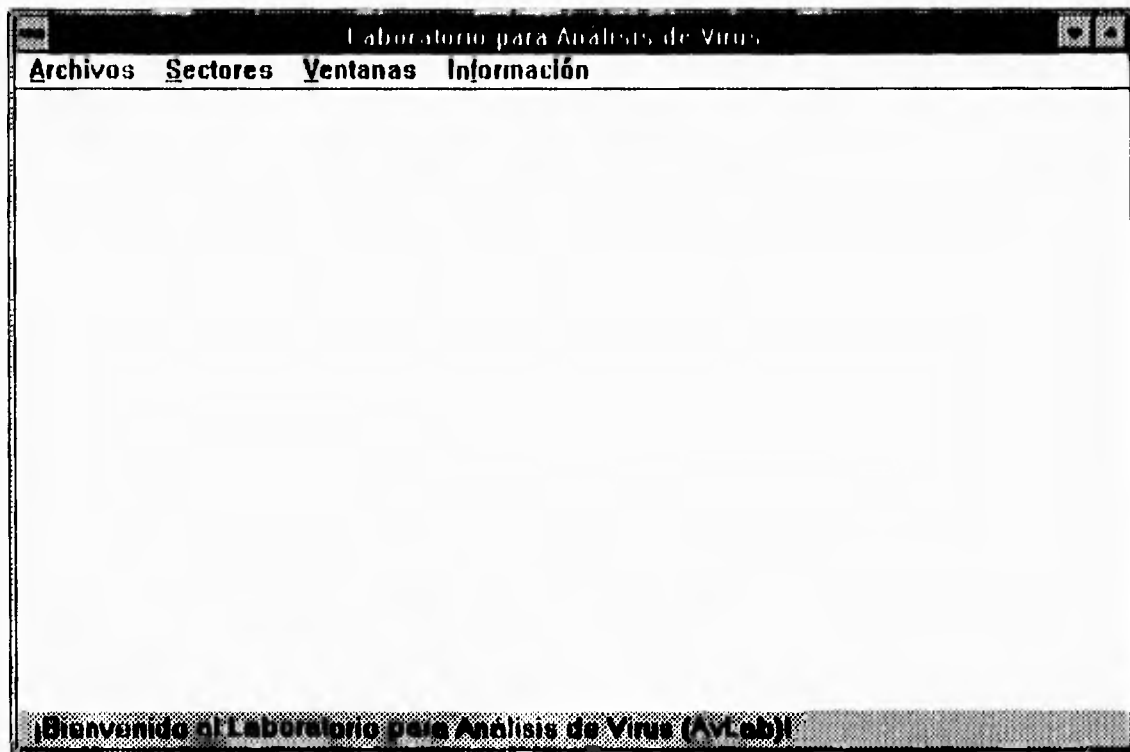 Laboratorio para Análisis de Virus
Archivos Sectores Ventanas Información
¡Bienvenido al Laboratorio para Análisis de Virus (AvLab)!